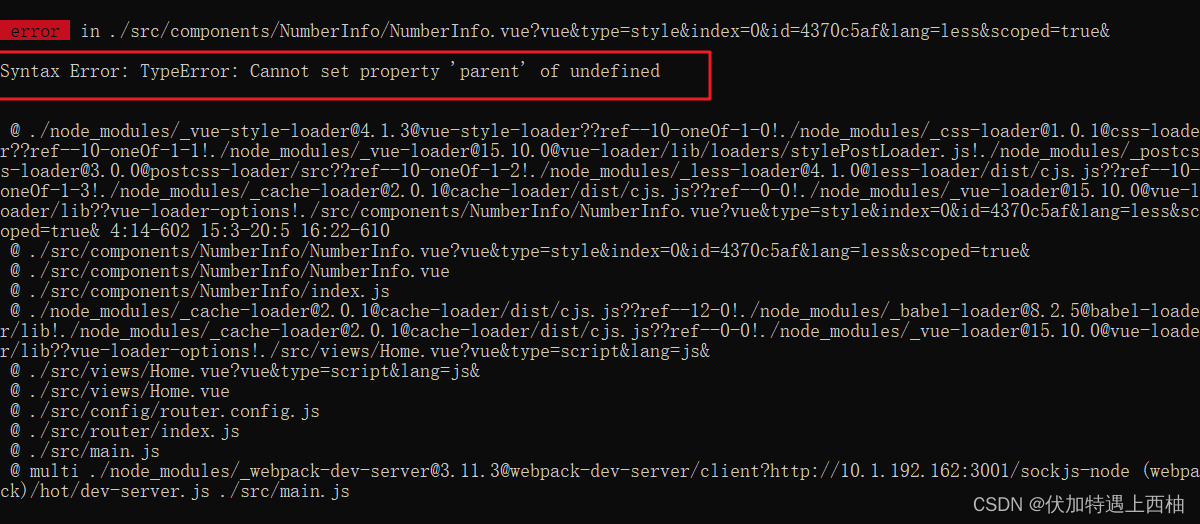 error in ./src/components/NumberInfo/NumberInfo.vue?vue&type=style&index=0&id=4370c5af&lang=less&scoped=true&
Syntax Error: TypeError: Cannot set property 'parent' of undefined
@ ./node_modules/_vue-style-loader@4.1.3@vue-style-loader??ref--10-oneOf-1-0!./node_modules/_css-loader@1.0.1@css-loade
r??ref--10-oneOf-1-1!./node_modules/_vue-loader@15.10.0@vue-loader/lib/loaders/stylePostLoader.js!./node_modules/_postcs
s-loader@3.0.0@postcss-loader/src??ref--10-oneOf-1-2!./node_modules/_less-loader@4.1.0@less-loader/dist/cjs.js??ref--10-
oneOf-1-3!./node_modules/_cache-loader@2.0.1@cache-loader/dist/cjs.js??ref--0-0!./node_modules/_vue-loader@15.10.0@vue-l
oader/lib??vue-loader-options!./src/components/NumberInfo/NumberInfo.vue?vue&type=style&index=0&id=4370c5af&lang=less&sc
oped=true& 4:14-602 15:3-20:5 16:22-610
@ ./src/components/NumberInfo/NumberInfo.vue?vue&type=style&index=0&id=4370c5af&lang=less&scoped=true&
@ ./src/components/NumberInfo/NumberInfo.vue
@ ./src/components/NumberInfo/index.js
@ ./node_modules/_cache-loader@2.0.1@cache-loader/dist/cjs.js??ref--12-0!./node_modules/_babel-loader@8.2.5@babel-loade
r/lib!./node_modules/_cache-loader@2.0.1@cache-loader/dist/cjs.js??ref--0-0!./node_modules/_vue-loader@15.10.0@vue-loade
r/lib??vue-loader-options!./src/views/Home.vue?vue&type=script&lang=js&
@ ./src/views/Home.vue?vue&type=script&lang=js&
@ ./src/views/Home.vue
@ ./src/config/router.config.js
@ ./src/router/index.js
@ ./src/main.js
@ multi ./node_modules/_webpack-dev-server@3.11.3@webpack-dev-server/client?http://10.1.192.162:3001/sockjs-node (webpa
ck)/hot/dev-server.js ./src/main.js
CSDN @伏加特遇上西柚